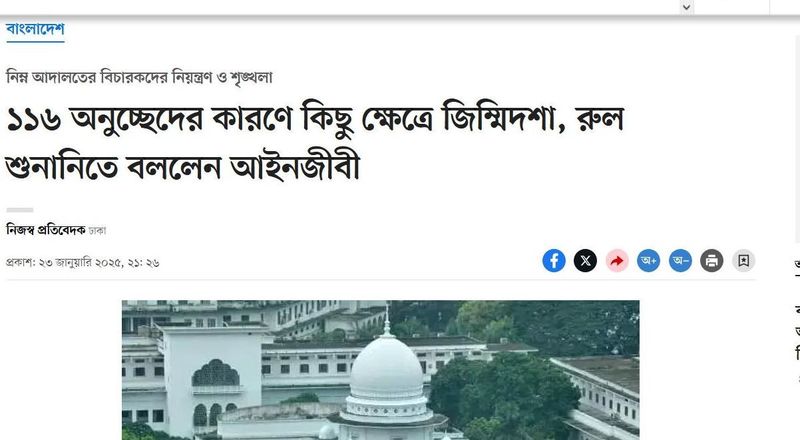 বাংলাদেশ
নিম্ন আদালতের বিচারকদের নিয়ন্ত্রণ ও শৃঙ্খলা
১১৬ অনুচ্ছেদের কারণে কিছু ক্ষেত্রে জিম্মিদশা, রুল
শুনানিতে বললেন আইনজীবী
নিজস্ব প্রতিবেদক ঢাকা
প্রকাশ: ২৩ জানুয়ারি ২০২৫, ২১: ২৬
অ+ অ−